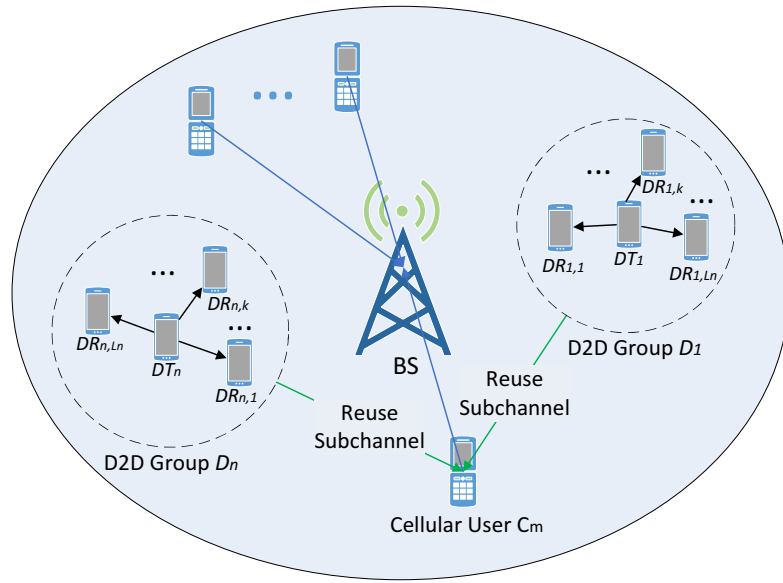 ...
...
DR1,k
...
DR1,1
DT1
DR1,Ln
D2D Group D1
...
DRn,k
...
DRn,Ln
DTn
DRn,1
D2D Group Dn
BS
Reuse
Subchannel
Reuse
Subchannel
Cellular User Cm